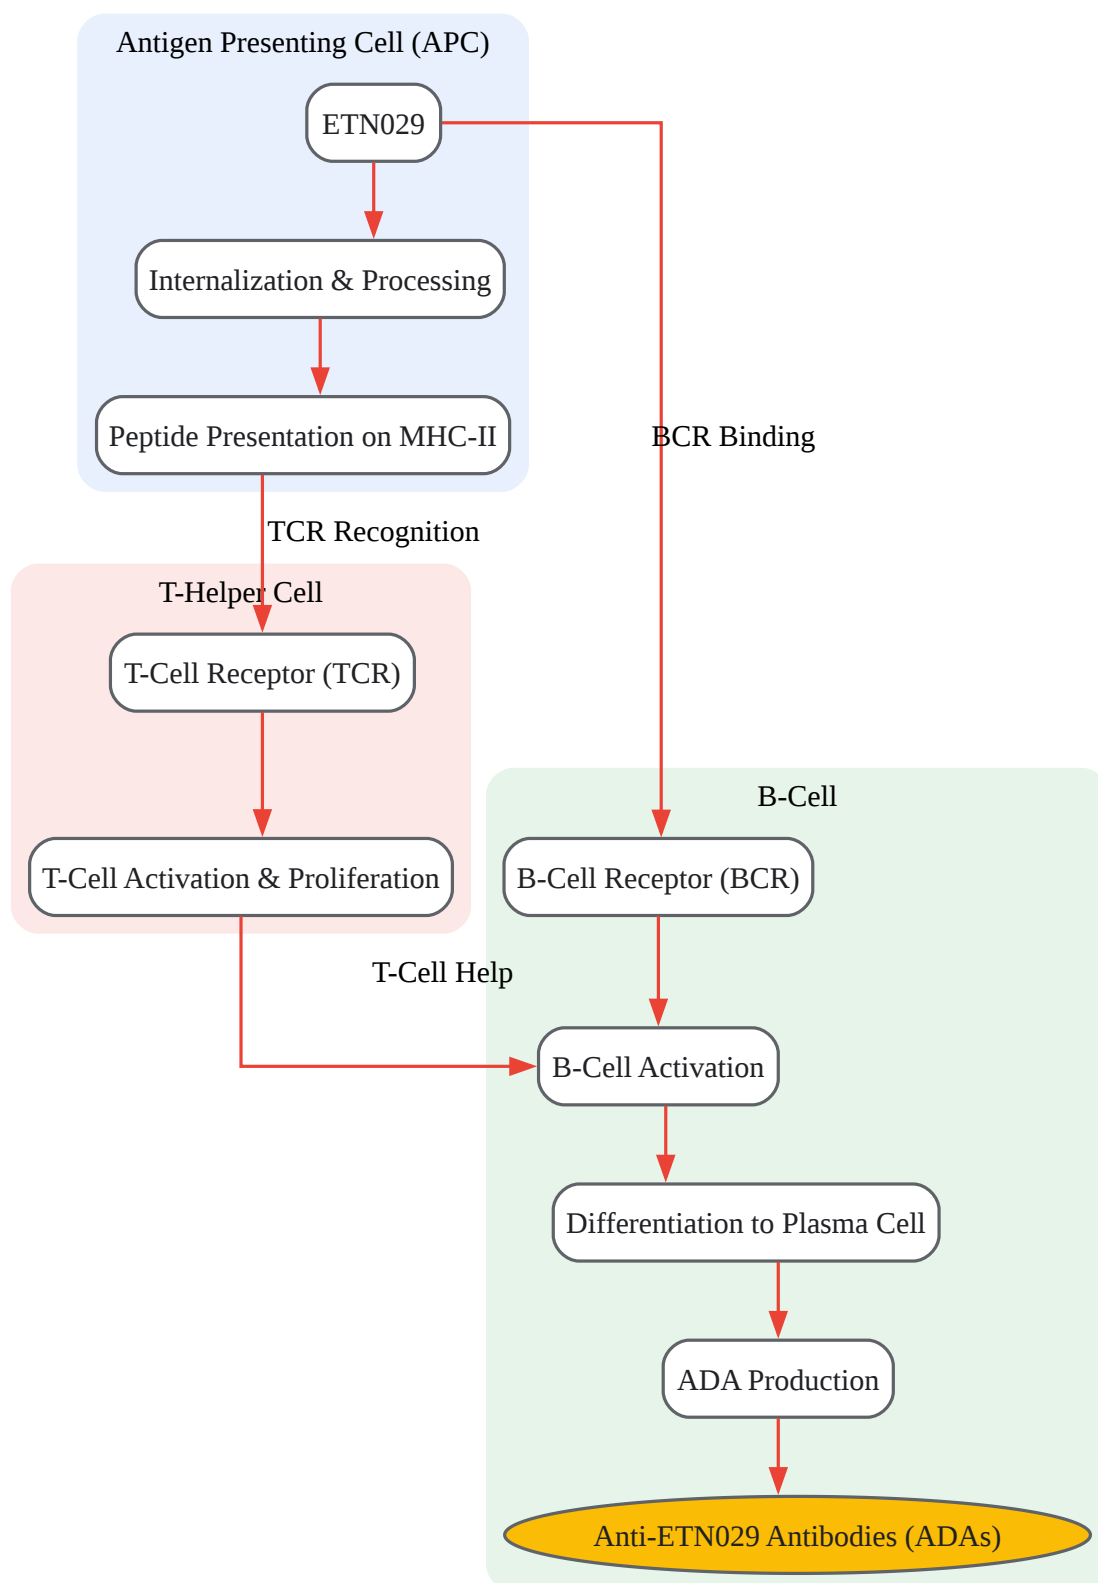 Antigen Presenting Cell (APC)
ETN029
Internalization & Processing
Peptide Presentation on MHC-II
BCR Binding
TCR Recognition
T-Helper Cell
T-Cell Receptor (TCR)
B-Cell
T-Cell Activation & Proliferation
B-Cell Receptor (BCR)
T-Cell Help
B-Cell Activation
Differentiation to Plasma Cell
ADA Production
Anti-ETN029 Antibodies (ADAs)